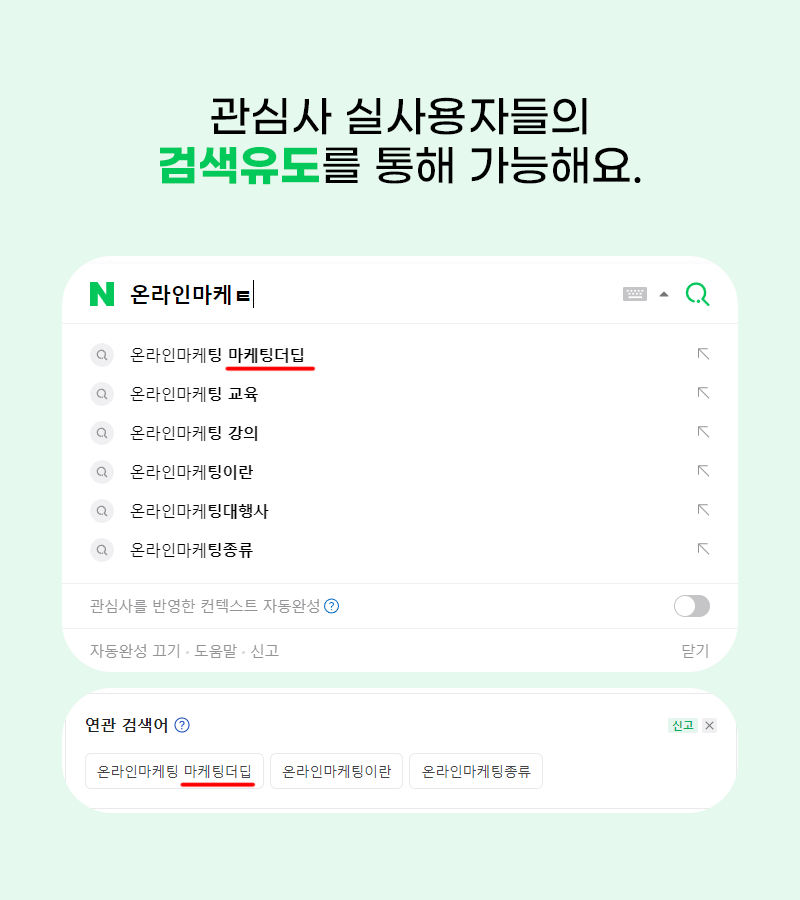 관심사 실사용자들의
검색유도를 통해 가능해요.
N 온라인마케ㅌ
온라인마케팅 마케팅더딥
온라인마케팅 교육
온라인마케팅 강의
온라인마케팅이란
온라인마케팅대행사
온라인마케팅종류
관심사를 반영한 컨텍스트 자동완성 ?
자동완성 끄기 · 도움말 · 신고 닫기
연관 검색어 ? 신고 ×
온라인마케팅 마케팅더딥 온라인마케팅이란 온라인마케팅종류